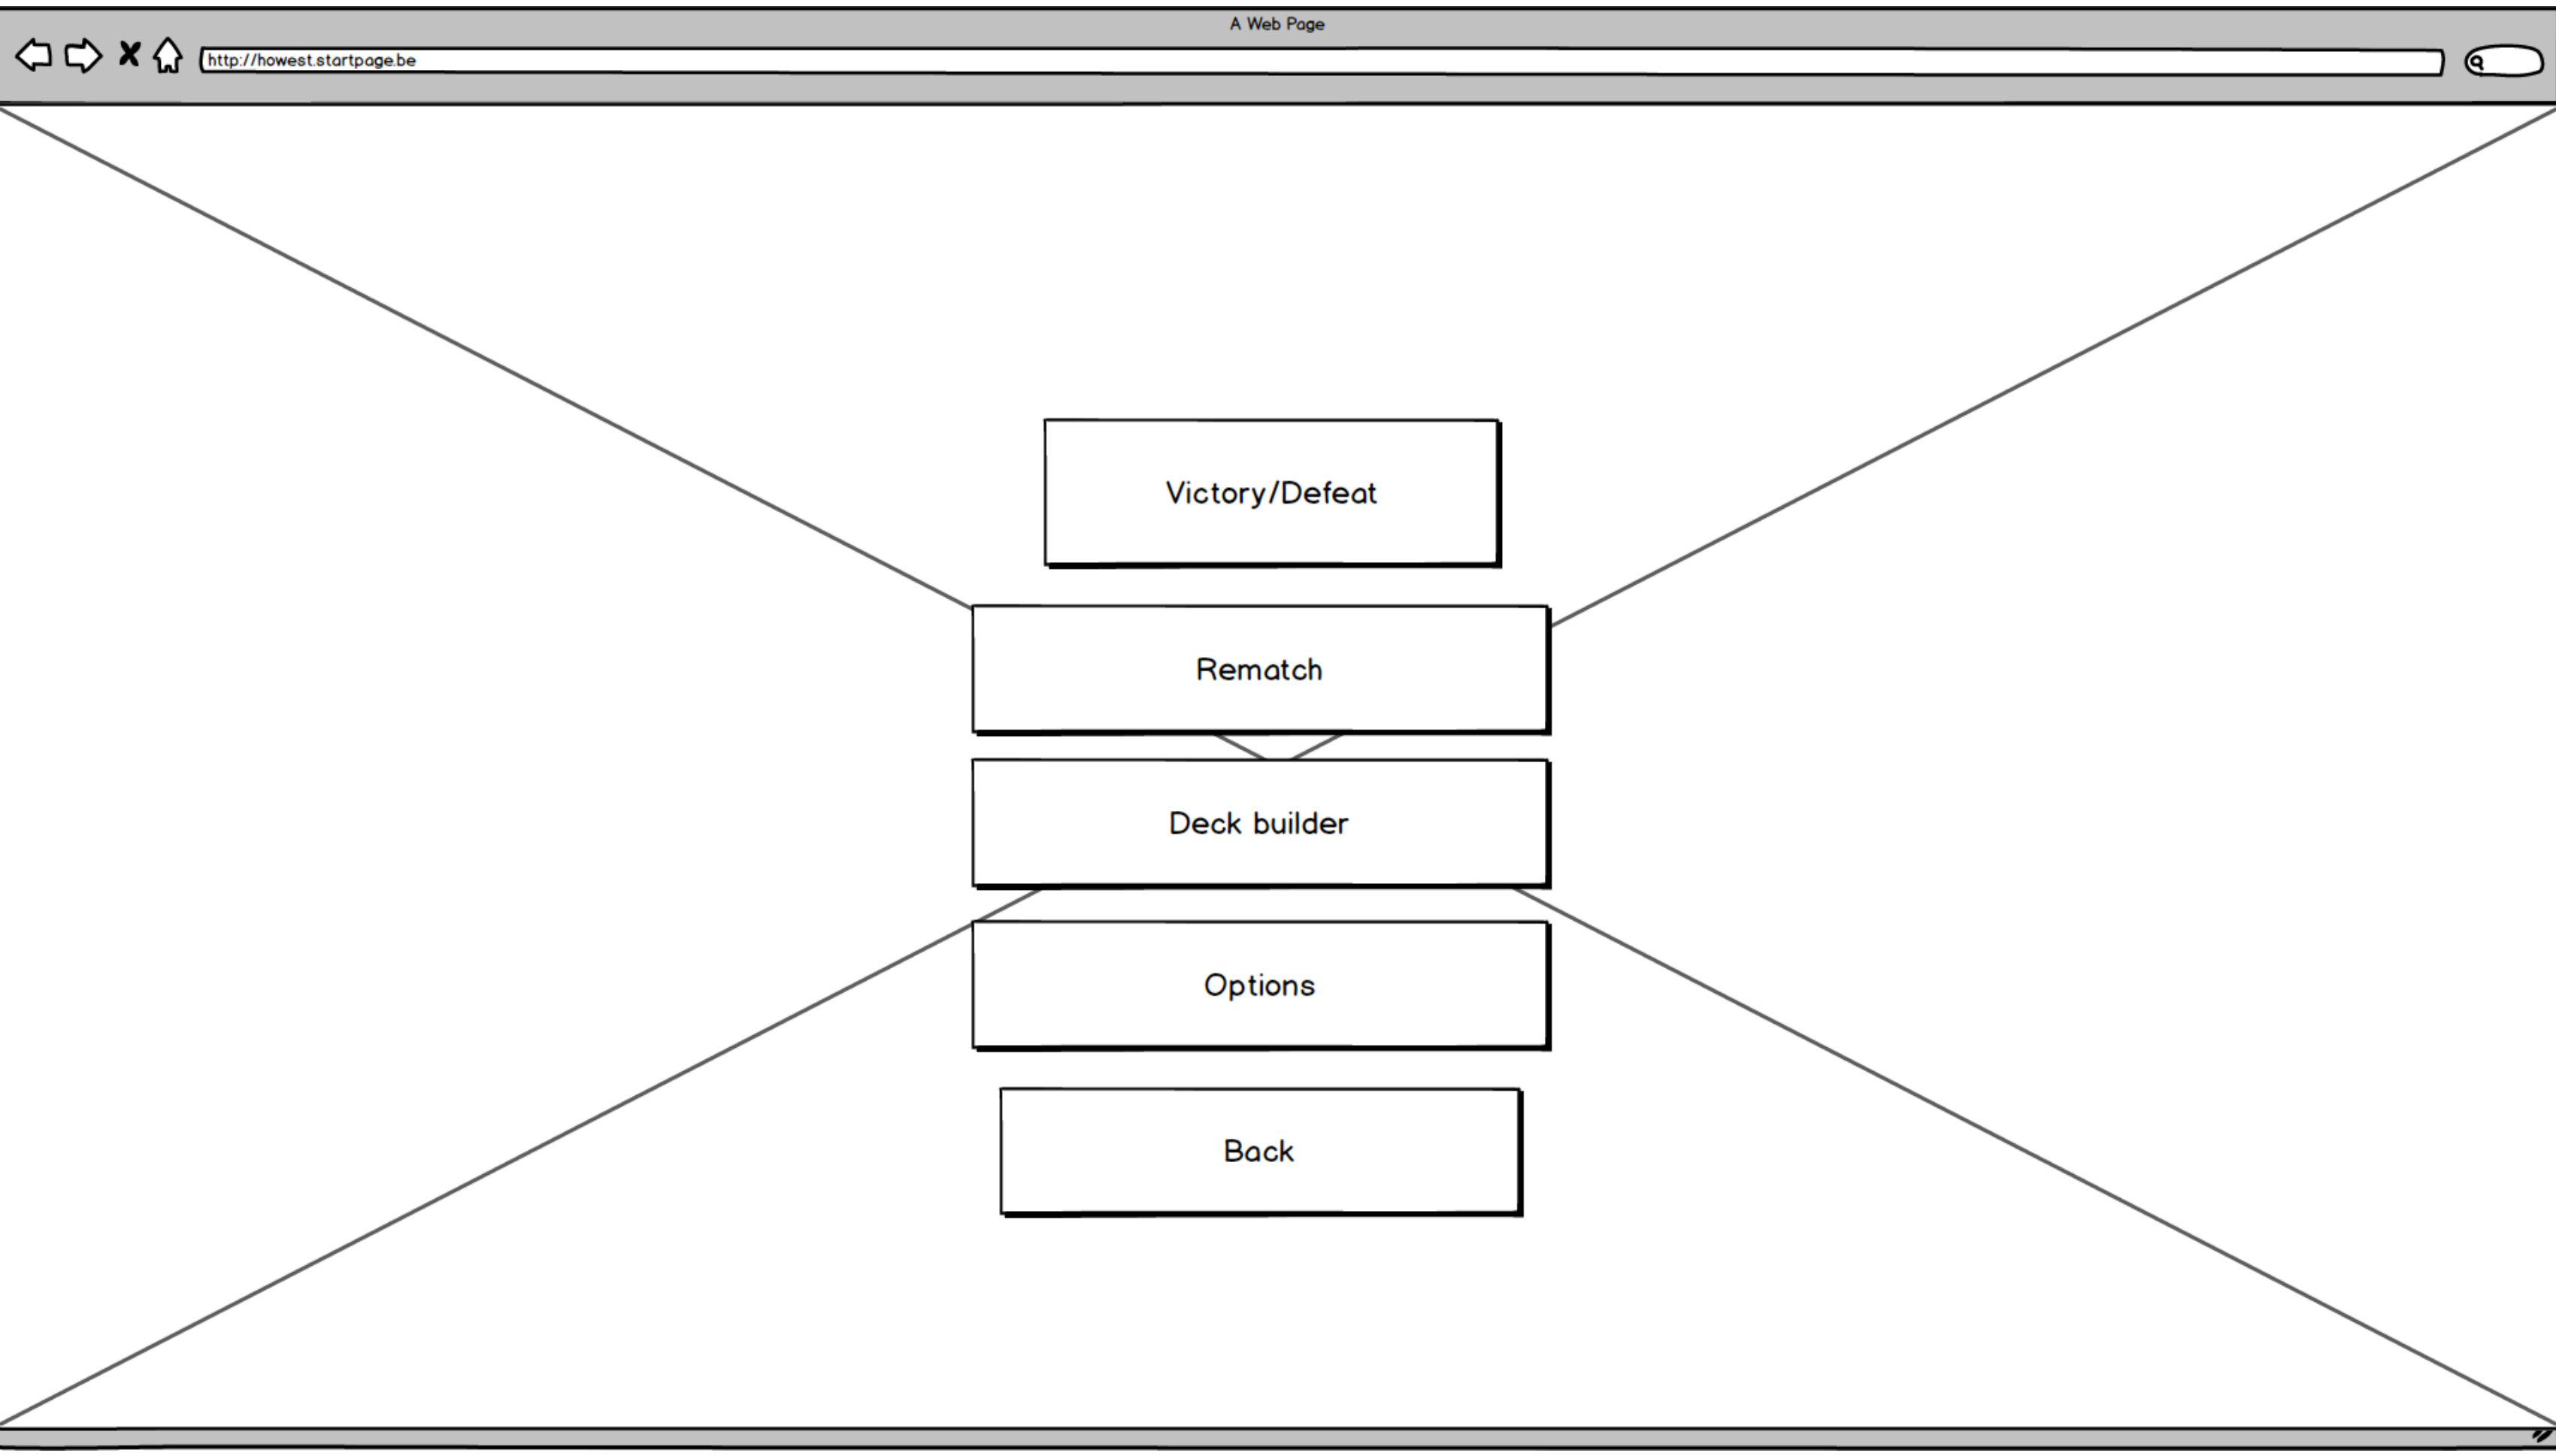 A Web Page
http://howest.startpage.be
Victory/Defeat
Rematch
Deck builder
Options
Back